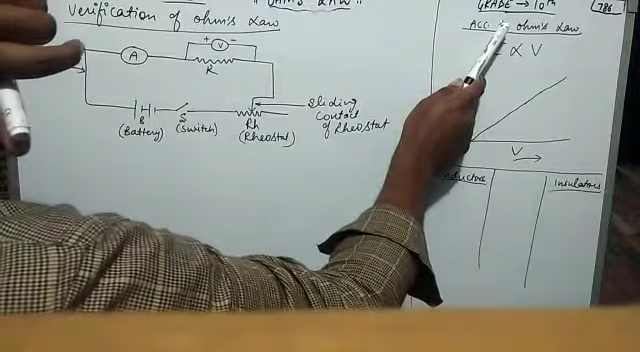 "OHM'S LAW"
Verification of ohm's Law
+ V -
A
R
B
(Battery)
S
(Switch)
Rh
(Rheostat)
Sliding
contact
of Rheostat
GRADE → 10th
786
ACC. ohm's Law
I ∝ V
V →
Insulators